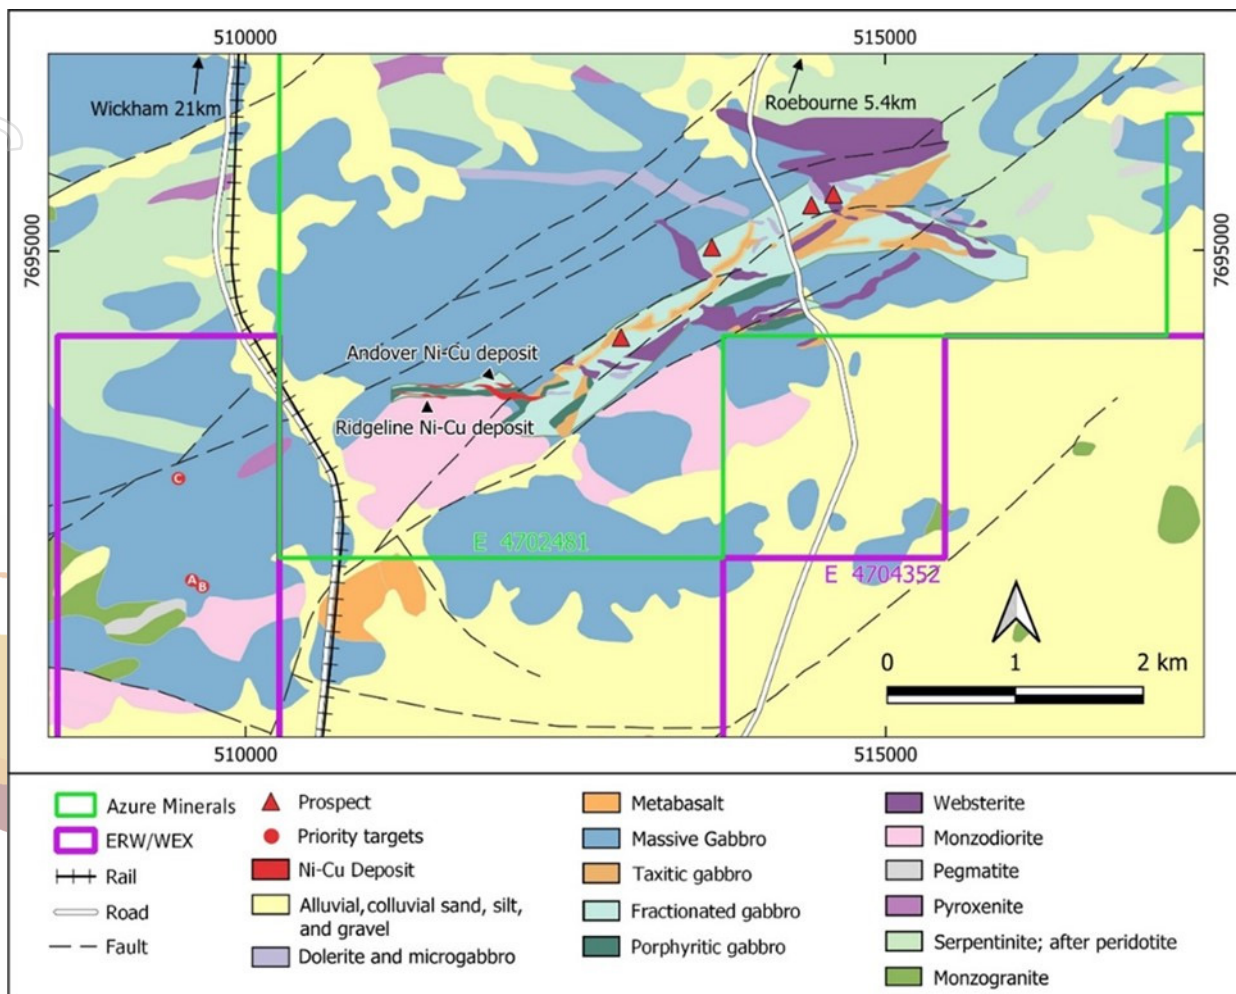 510000
515000
Wickham 21km
Roebourne 5.4km
7695000
7695000
Andover Ni-Cu deposit
Ridgeline Ni-Cu deposit
C
E 4702481
A
B
E 4704352
0 1 2 km
510000
515000
Azure Minerals
ERW/WEX
Rail
Road
Fault
Prospect
Priority targets
Ni-Cu Deposit
Alluvial,colluvial sand, silt,
and gravel
Dolerite and microgabbro
Metabasalt
Massive Gabbro
Taxitic gabbro
Fractionated gabbro
Porphyritic gabbro
Websterite
Monzodiorite
Pegmatite
Pyroxenite
Serpentinite; after peridotite
Monzogranite